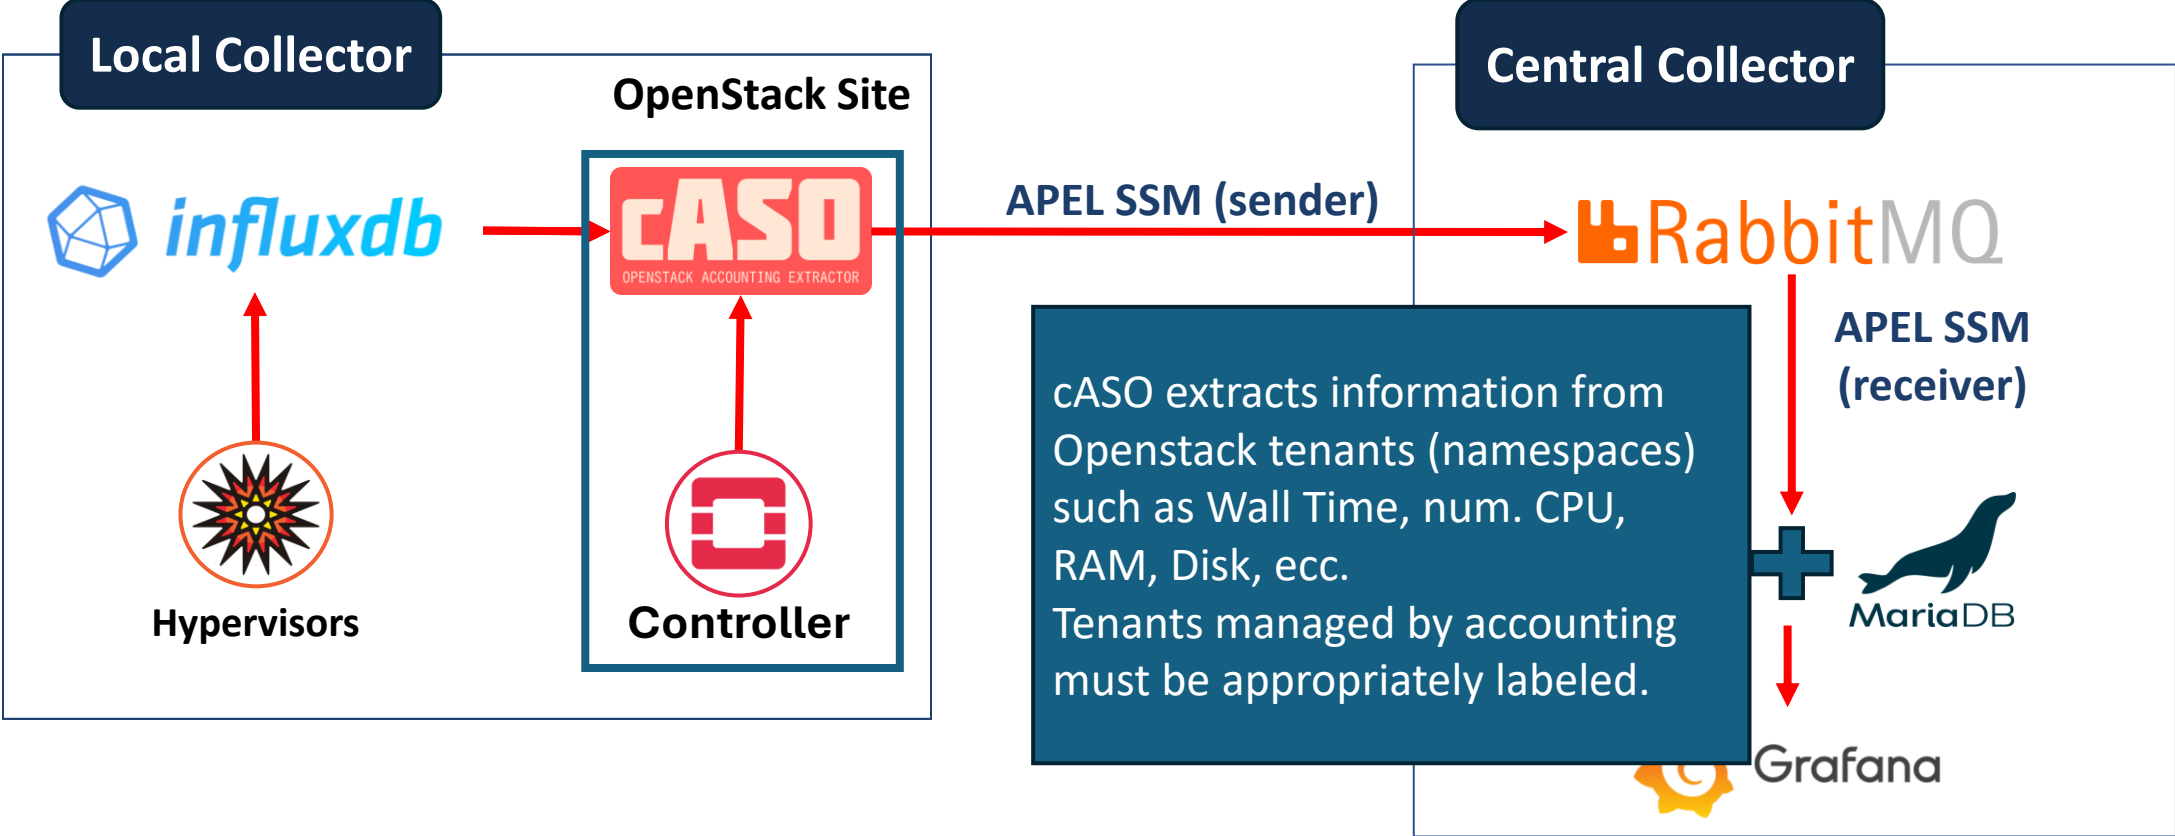 Local Collector
OpenStack Site
influxdb
cASO
OPENSTACK ACCOUNTING EXTRACTOR
Hypervisors
Controller
APEL SSM (sender)
Central Collector
RabbitMQ
APEL SSM
(receiver)
cASO extracts information from
Openstack tenants (namespaces)
such as Wall Time, num. CPU,
RAM, Disk, ecc.
Tenants managed by accounting
must be appropriately labeled.
MariaDB
Grafana